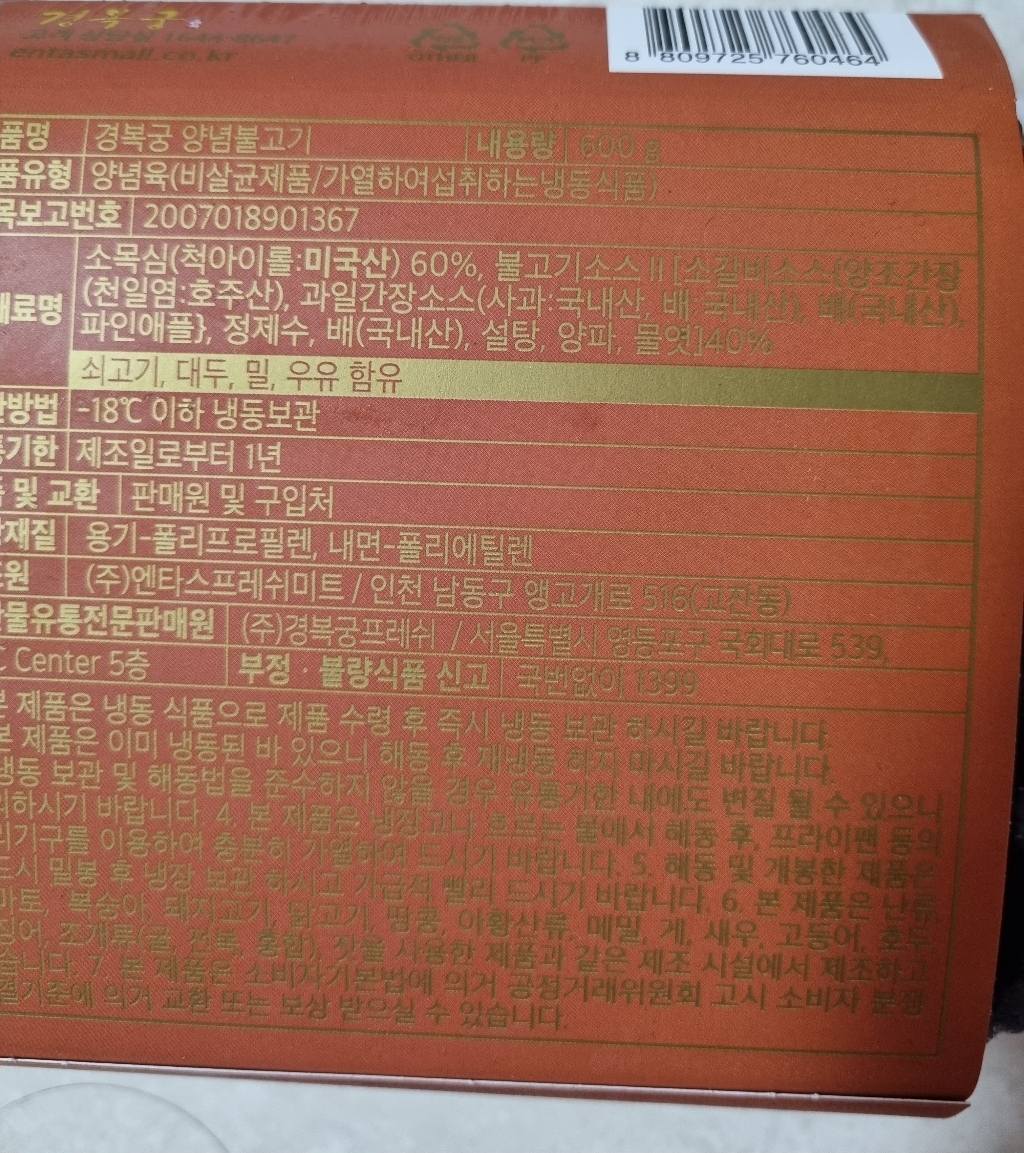 경복궁
고객 상담실 1644-8647
entasmall.co.kr
OTHER PP
8 809725 760464
품명 경복궁 양념불고기 내용량 600 g
품유형 양념육(비살균제품/가열하여섭취하는냉동식품)
목보고번호 2007018901367
소목심(척아이롤:미국산) 60%, 불고기소스 II [소갈비소스{양조간장
재료명 (천일염:호주산), 과일간장소스(사과:국내산, 배:국내산), 배(국내산),
파인애플}, 정제수, 배(국내산), 설탕, 양파, 물엿]40%
쇠고기, 대두, 밀, 우유 함유
관방법 -18℃ 이하 냉동보관
통기한 제조일로부터 1년
품 및 교환 판매원 및 구입처
장재질 용기-폴리프로필렌, 내면-폴리에틸렌
조원 (주)엔타스프레쉬미트 / 인천 남동구 앵고개로 516(고잔동)
산물유통전문판매원 (주)경복궁프레쉬 / 서울특별시 영등포구 국회대로 539,
C Center 5층 부정 · 불량식품 신고 국번없이 1399
본 제품은 냉동 식품으로 제품 수령 후 즉시 냉동 보관 하시길 바랍니다.
본 제품은 이미 냉동된 바 있으니 해동 후 재냉동 하지 마시길 바랍니다.
냉동 보관 및 해동법을 준수하지 않을 경우 유통기한 내에도 변질 될 수 있으니
의하시기 바랍니다. 4. 본 제품은 냉장고나 흐르는 물에서 해동 후, 프라이팬 등의
리기구를 이용하여 충분히 가열하여 드시기 바랍니다. 5. 해동 및 개봉한 제품은
드시 밀봉 후 냉장 보관 하시고 가급적 빨리 드시기 바랍니다. 6. 본 제품은 난류,
마토, 복숭아, 돼지고기, 닭고기, 땅콩, 아황산류, 메밀, 게, 새우, 고등어, 호두,
징어, 조개류(굴, 전복, 홍합), 잣을 사용한 제품과 같은 제조 시설에서 제조하고
습니다. 7. 본 제품은 소비자기본법에 의거 공정거래위원회 고시 소비자 분쟁
결기준에 의거 교환 또는 보상 받으실 수 있습니다.